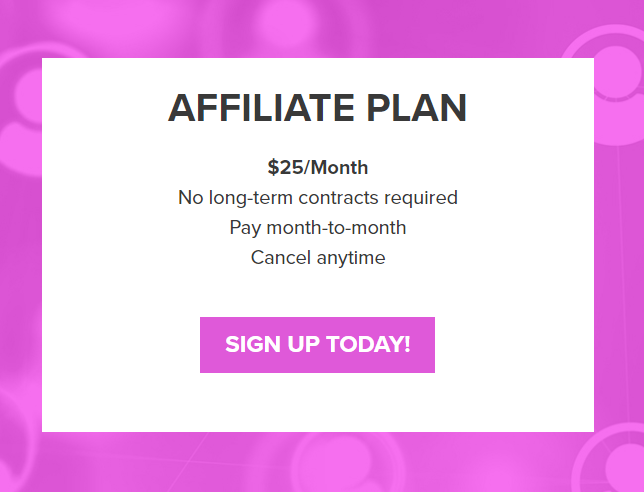 AFFILIATE PLAN
$25/Month
No long-term contracts required
Pay month-to-month
Cancel anytime
SIGN UP TODAY!